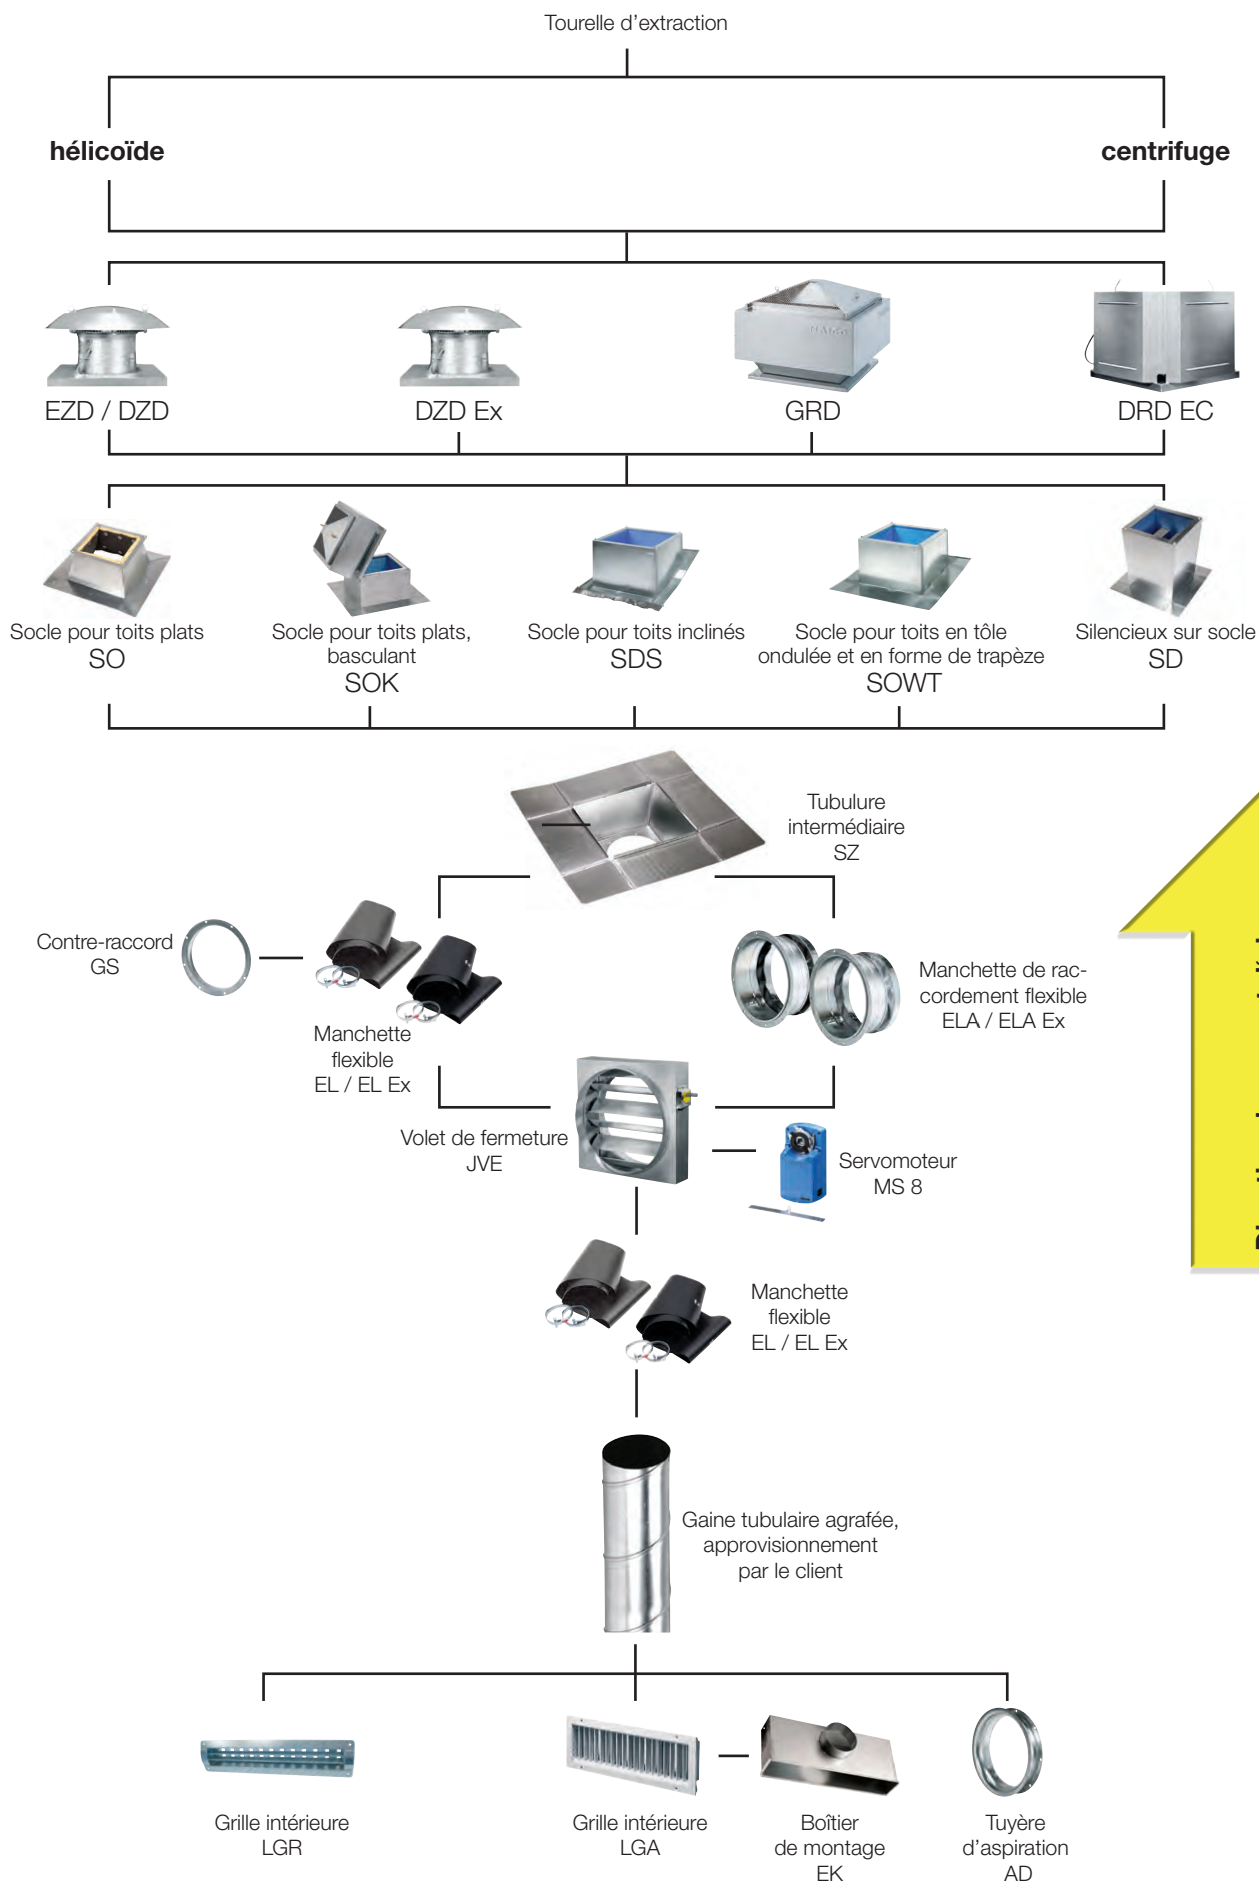 Tourelle d'extraction
hélicoïde
centrifuge
EZD / DZD
DZD Ex
GRD
DRD EC
Socle pour toits plats
SO
Socle pour toits plats,
basculant
SOK
Socle pour toits inclinés
SDS
Socle pour toits en tôle
ondulée et en forme de trapèze
SOWT
Silencieux sur socle
SD
Tubulure
intermédiaire
SZ
Contre-raccord
GS
Manchette
flexible
EL / EL Ex
Manchette de rac-
cordement flexible
ELA / ELA Ex
Volet de fermeture
JVE
Servomoteur
MS 8
Manchette
flexible
EL / EL Ex
Gaine tubulaire agrafée,
approvisionnement
par le client
Grille intérieure
LGR
Grille intérieure
LGA
Boîtier
de montage
EK
Tuyère
d'aspiration
AD